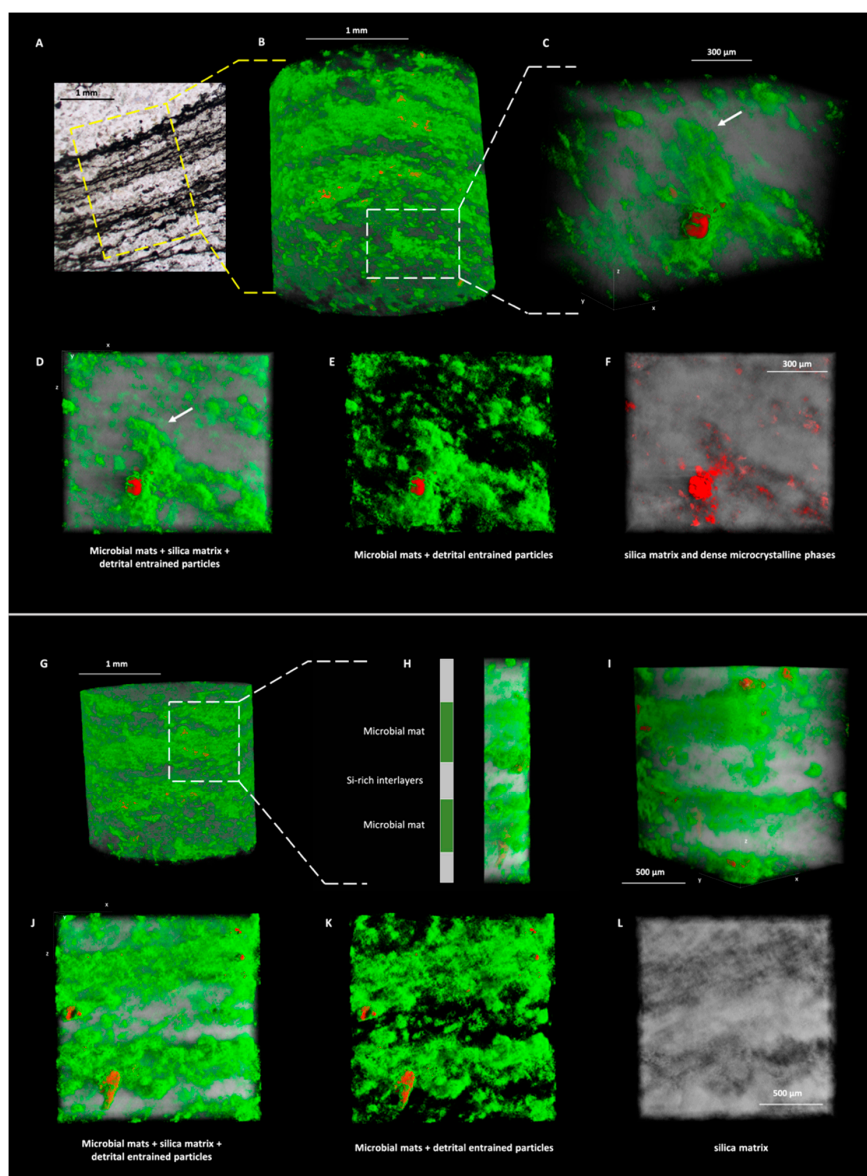 A
B
1 mm
C
300 µm
1 mm
z
y
x
D
x
y
z
E
F
300 µm
Microbial mats + silica matrix +
detrital entrained particles
Microbial mats + detrital entrained particles
silica matrix and dense microcrystalline phases
G
1 mm
H
I
Microbial mat
Si-rich interlayers
Microbial mat
z
500 µm
y
x
J
x
y
z
K
L
500 µm
Microbial mats + silica matrix +
detrital entrained particles
Microbial mats + detrital entrained particles
silica matrix